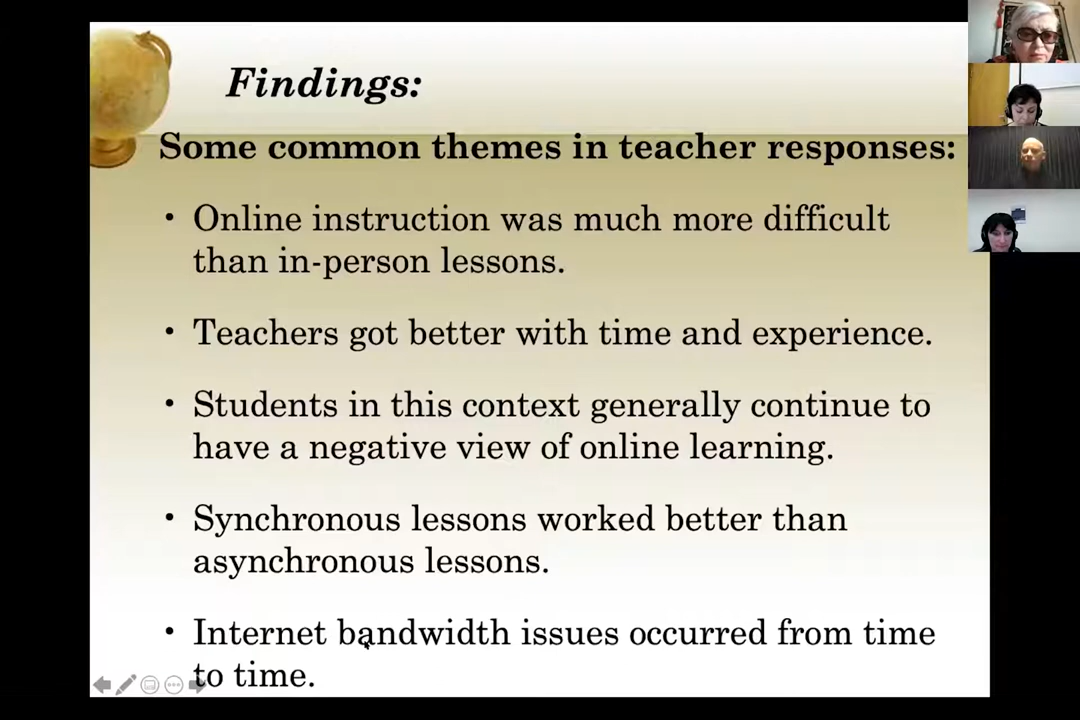 Findings:
Some common themes in teacher responses:
• Online instruction was much more difficult
than in-person lessons.
• Teachers got better with time and experience.
• Students in this context generally continue to
have a negative view of online learning.
• Synchronous lessons worked better than
asynchronous lessons.
• Internet bandwidth issues occurred from time
to time.